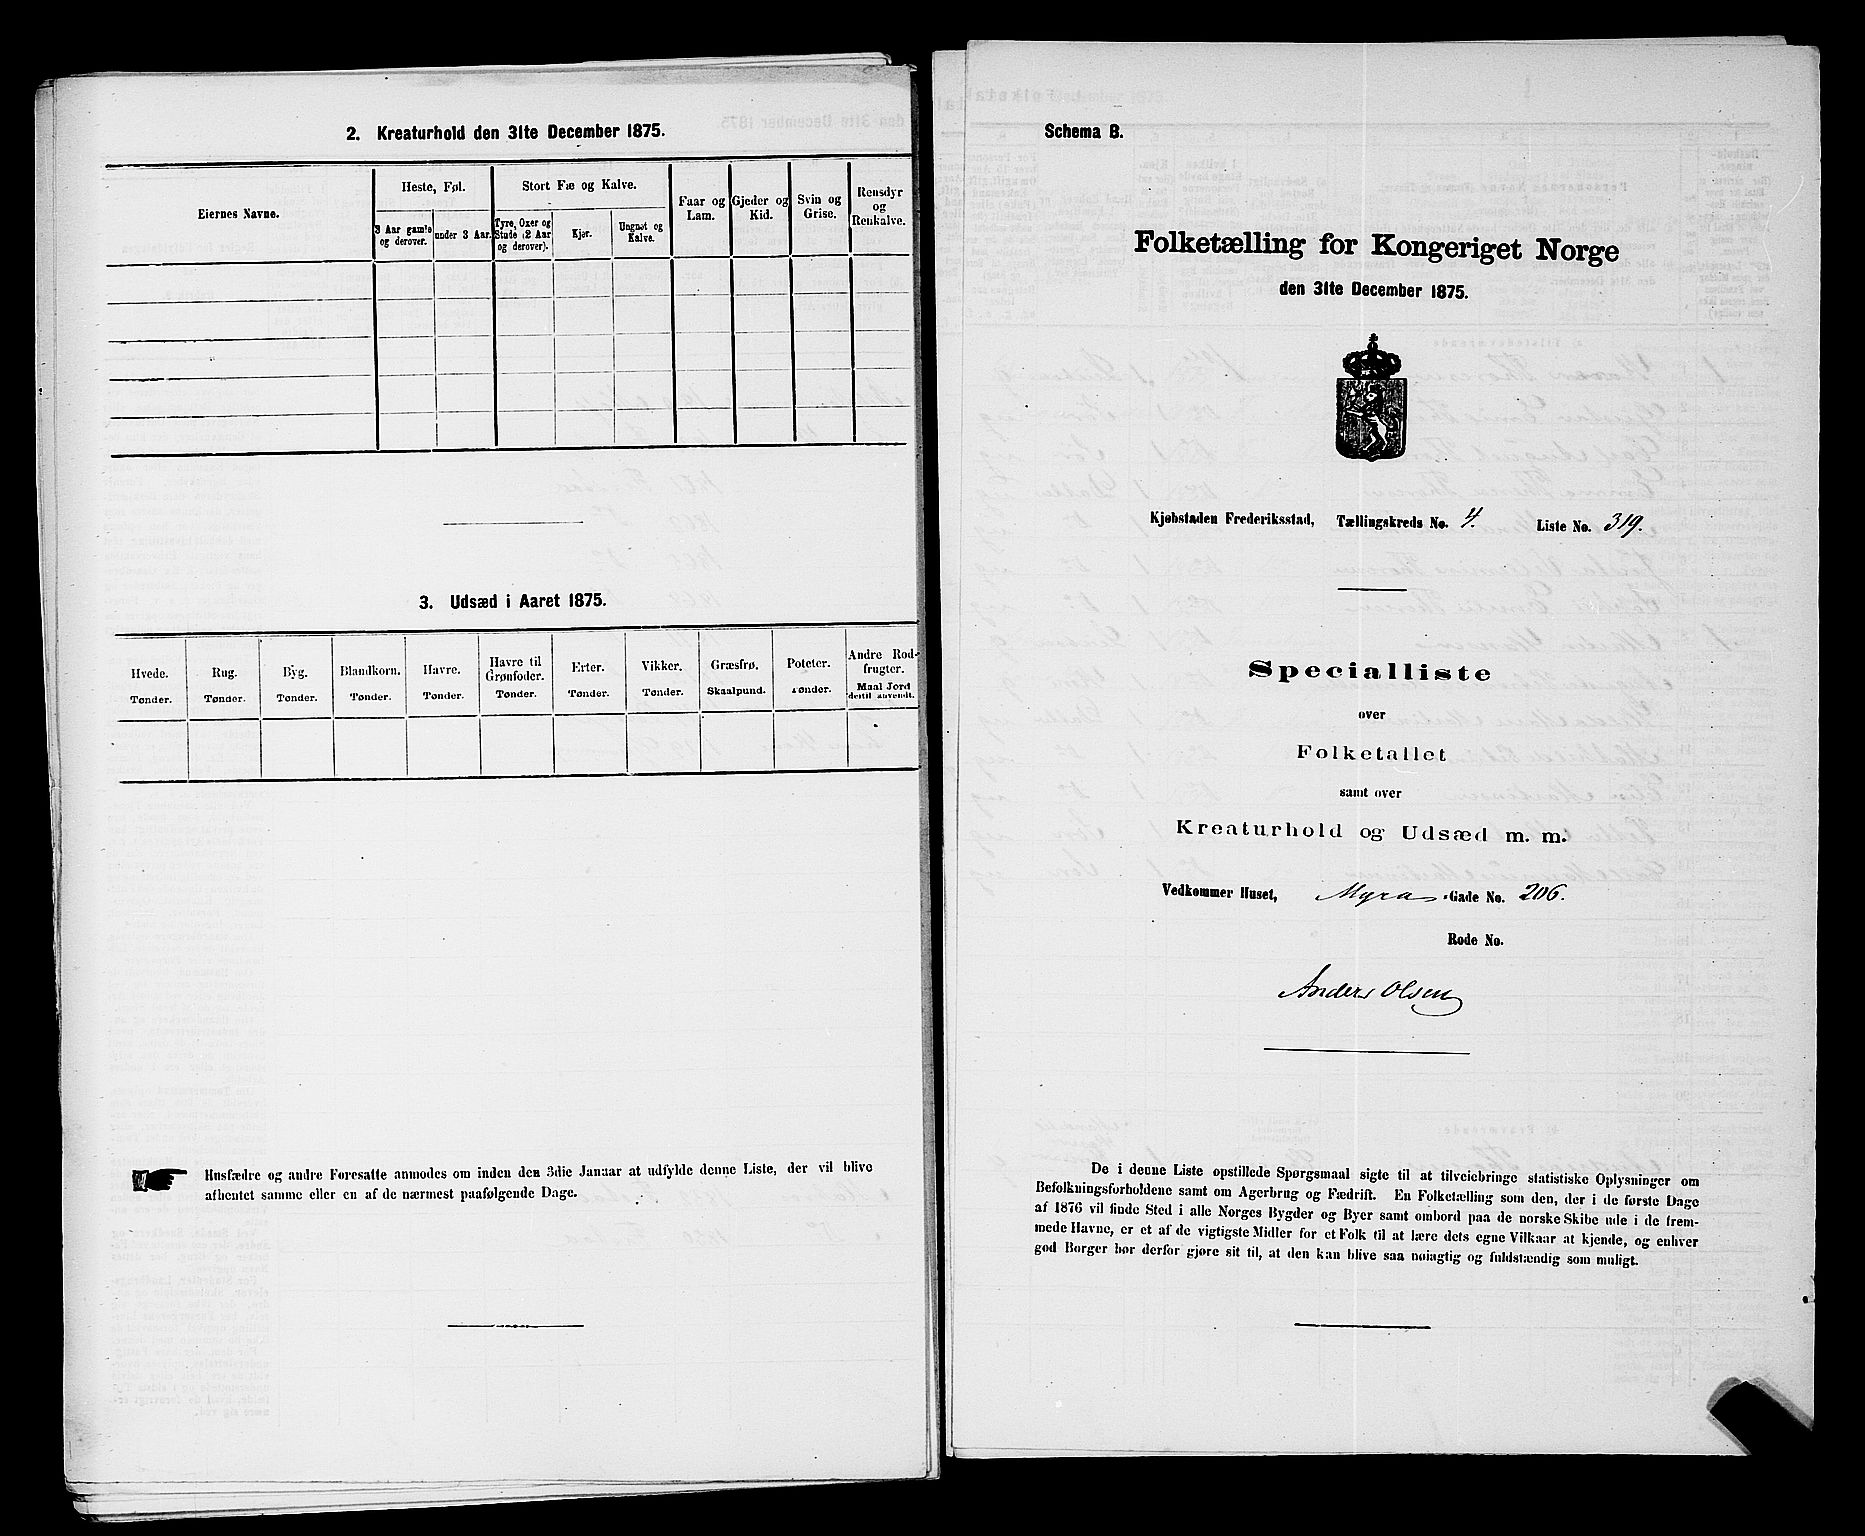 2. Kreaturhold den 31te December 1875.
Eiernes Navne.
Heste, Føl.
3 Aar gamle og derover.
under 3 Aar.
Stort Fæ og Kalve.
Tyre, Oxer og Stude (2 Aar og derover).
Kjør.
Ungnøt og Kalve.
Faar og Lam.
Gjeder og Kid.
Svin og Grise.
Rensdyr og Renkalve.
3. Udsæd i Aaret 1875.
Hvede. Tønder.
Rug. Tønder.
Byg. Tønder.
Blandkorn. Tønder.
Havre. Tønder.
Havre til Grønfoder. Tønder.
Erter. Tønder.
Vikker. Tønder.
Græsfrø. Skaalpund.
Poteter. Tønder.
Andre Rodfrugter. Maal Jord dertil anvendt.
Husfædre og andre Foresatte anmodes om inden den 3die Januar at udfylde denne Liste, der vil blive
afhentet samme eller en af de nærmest paafølgende Dage.
Schema B.
Folketælling for Kongeriget Norge
den 31te December 1875.
Kjøbstaden Frederiksstad, Tællingskreds No. 4. Liste No. 319.
Specialliste
over
Folketallet
samt over
Kreaturhold og Udsæd m. m.
Vedkommer Huset, Myra-Gade No. 206.
Rode No.
Anders Olsen
De i denne Liste opstillede Spørgsmaal sigte til at tilveiebringe statistiske Oplysninger om
Befolkningsforholdene samt om Agerbrug og Fædrift. En Folketælling som den, der i de første Dage
af 1876 vil finde Sted i alle Norges Bygder og Byer samt ombord paa de norske Skibe ude i de frem-
mede Havne, er et af de vigtigste Midler for et Folk til at lære dets egne Vilkaar at kjende, og enhver
god Borger bør derfor gjøre sit til, at den kan blive saa nøiagtig og fuldstændig som muligt.